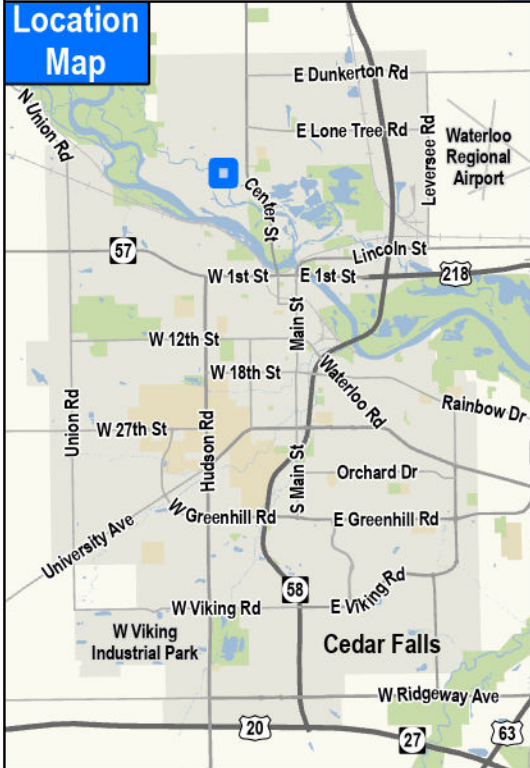 Location
Map
E Dunkerton Rd
N Union Rd
E Lone Tree Rd
Leversee Rd
Waterloo
Regional
Airport
Center St
57
Lincoln St
W 1st St
E 1st St
218
Main St
W 12th St
W 18th St
Waterloo Rd
Rainbow Dr
Union Rd
W 27th St
Hudson Rd
S Main St
Orchard Dr
W Greenhill Rd
E Greenhill Rd
University Ave
58
W Viking Rd
E Viking Rd
W Viking
Industrial Park
Cedar Falls
W Ridgeway Ave
20
27
63